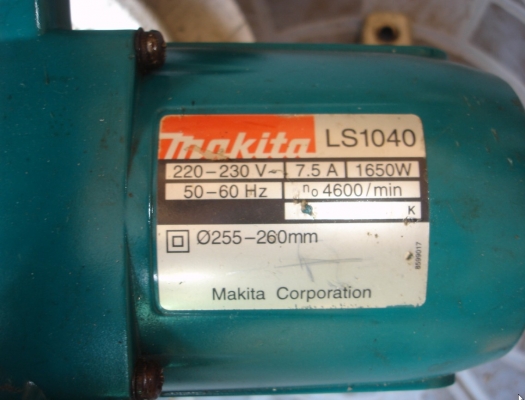 makita LS1040
220-230 V~ 7.5 A 1650W
50-60 Hz n₀ 4600/min
K
Ø255-260mm
Makita Corporation